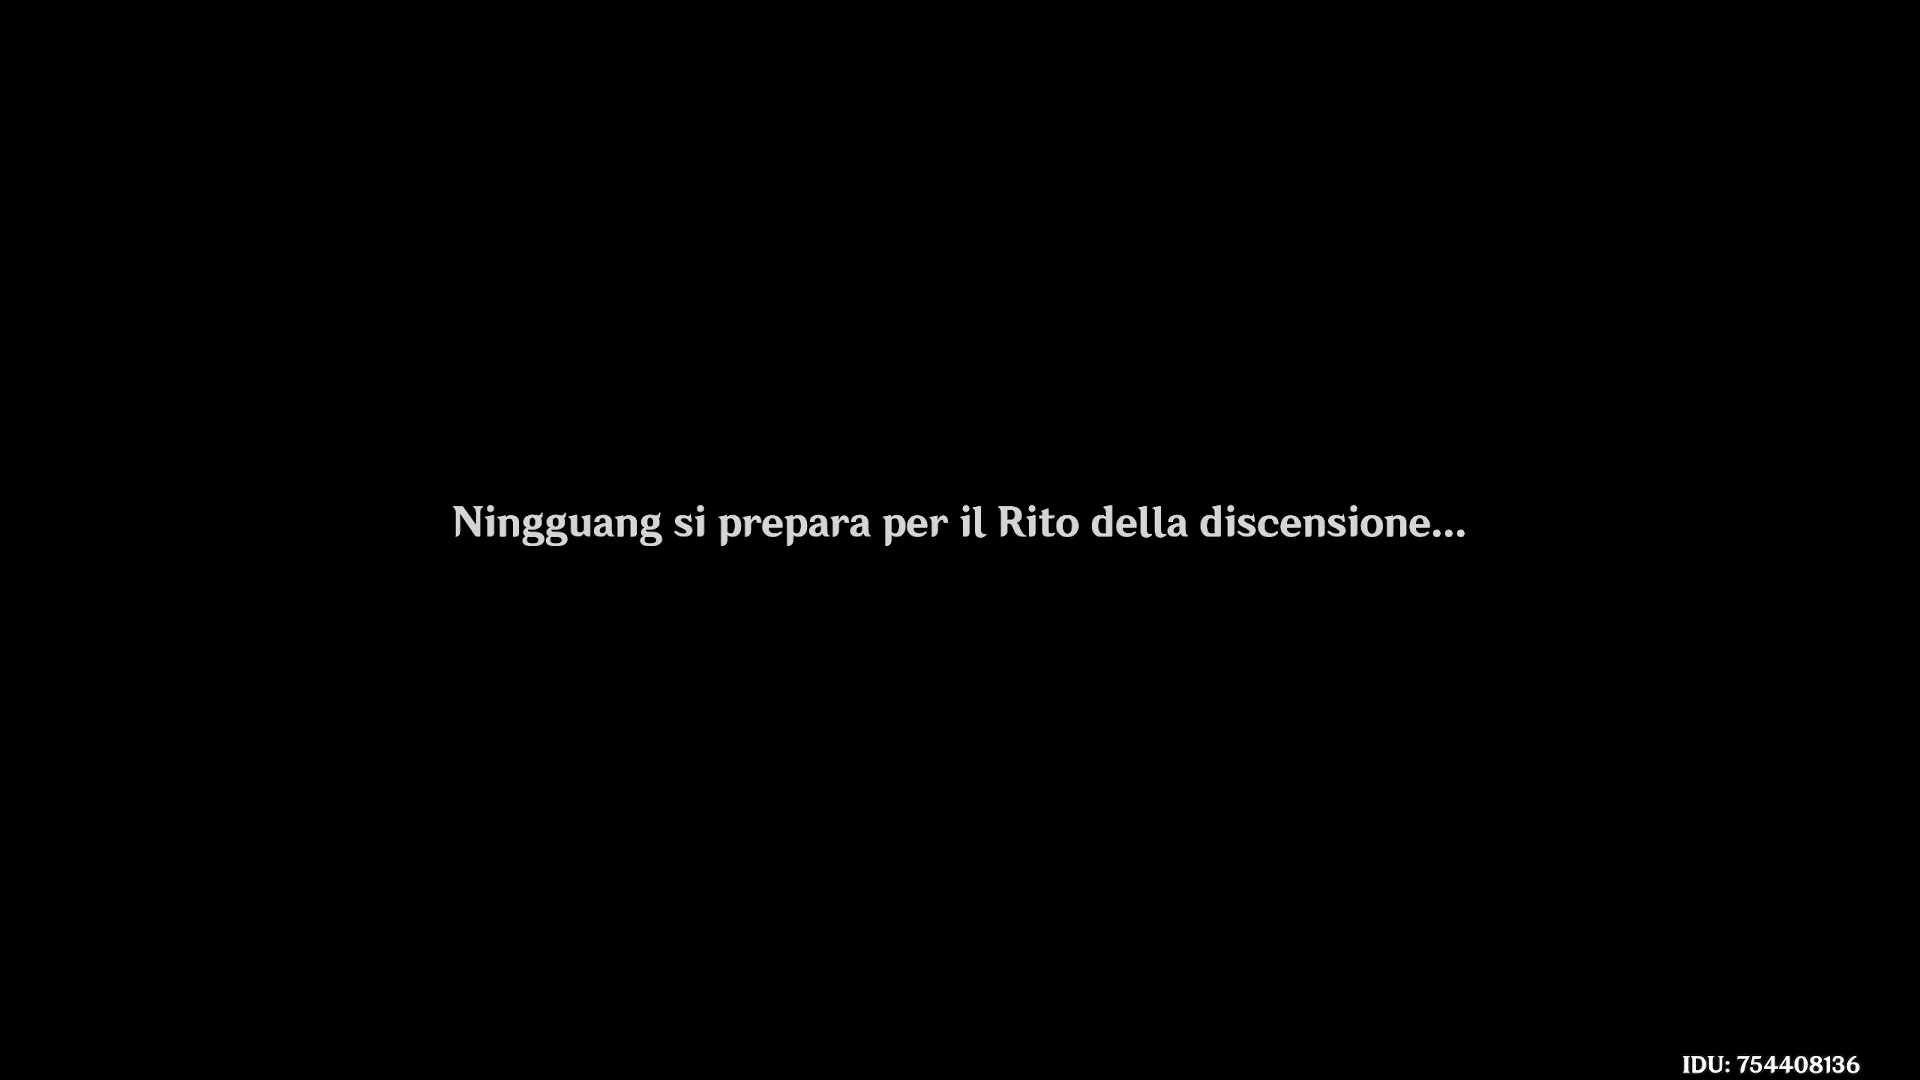 Ningguang si prepara per il Rito della discensione...
IDU: 754408136